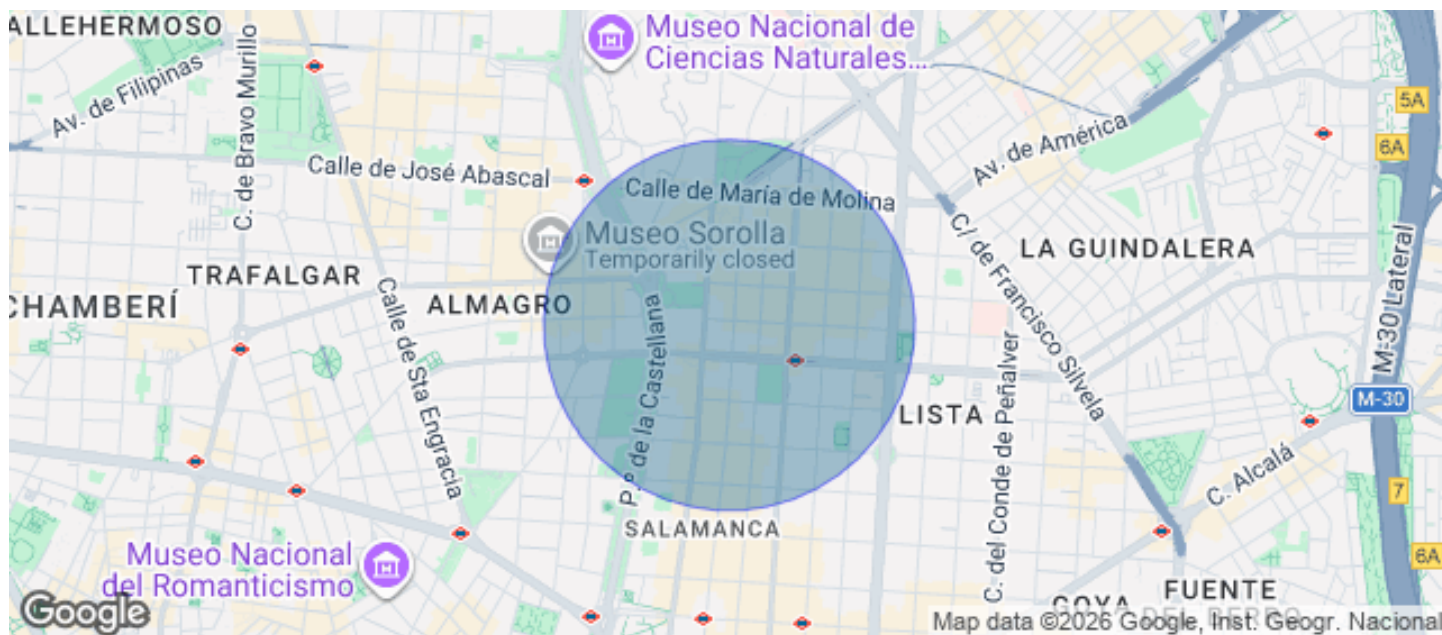 ALLEHERMOSO
Av. de Filipinas
C. de Bravo Murillo
Museo Nacional de
Ciencias Naturales...
5A
6A
Av. de América
Calle de José Abascal
Calle de María de Molina
Museo Sorolla
Temporarily closed
C/ de Francisco Silvela
LA GUINDALERA
M-30 Lateral
TRAFALGAR
CHAMBERÍ
ALMAGRO
Calle de Sta Engracia
P.º de la Castellana
C. del Conde de Peñalver
LISTA
M-30
C. Alcalá
7
SALAMANCA
6A
Museo Nacional
del Romanticismo
FUENTE
GOYA
DEL BERRO
Google
Map data ©2026 Google, Inst. Geogr. Nacional